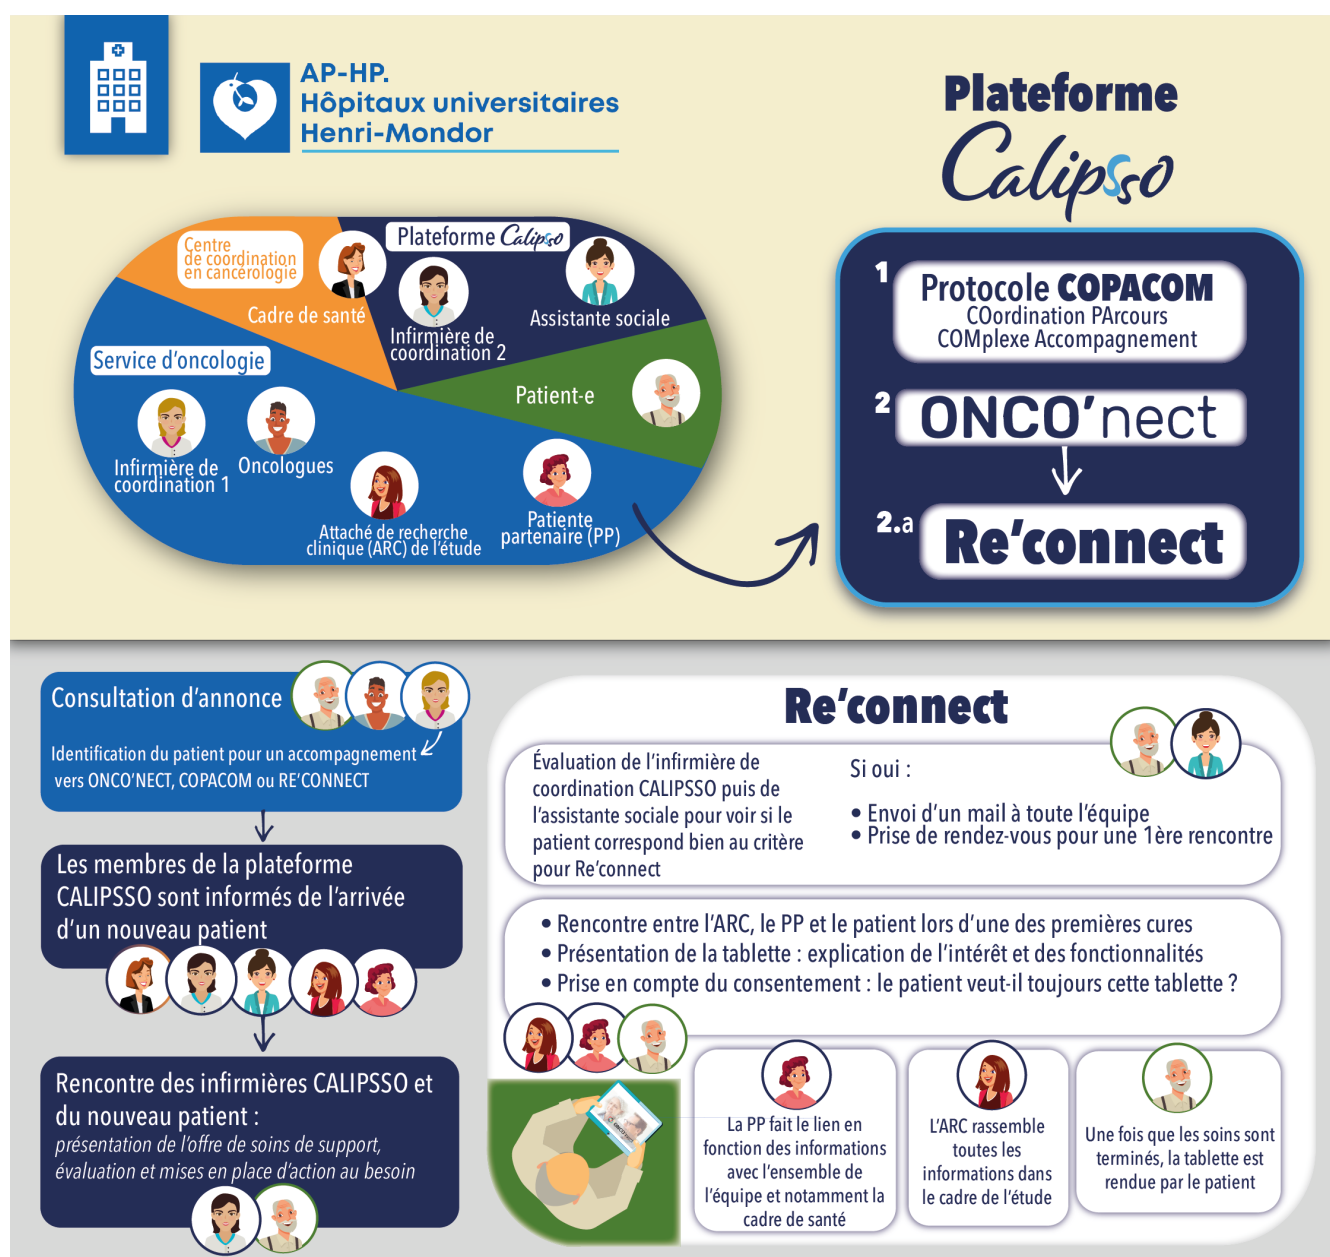 AP-HP.
Hôpitaux universitaires
Henri-Mondor
Plateforme
Calipsso
Centre
de coordination
en cancérologie
Cadre de santé
Plateforme Calipsso
Infirmière de
coordination 2
Assistante sociale
Patient-e
Service d'oncologie
Infirmière de
coordination 1
Oncologues
Attaché de recherche
clinique (ARC) de l'étude
Patiente
partenaire (PP)
1
Protocole COPACOM
COordination PArcours
COMplexe Accompagnement
2
ONCO'nect
2.a
Re'connect
Consultation d'annonce
Identification du patient pour un accompagnement
vers ONCO'NECT, COPACOM ou RE'CONNECT
Les membres de la plateforme
CALIPSSO sont informés de l'arrivée
d'un nouveau patient
Rencontre des infirmières CALIPSSO et
du nouveau patient :
présentation de l'offre de soins de support,
évaluation et mises en place d'action au besoin
Re'connect
Évaluation de l'infirmière de
coordination CALIPSSO puis de
l'assistante sociale pour voir si le
patient correspond bien au critère
pour Re'connect
Si oui :
• Envoi d'un mail à toute l'équipe
• Prise de rendez-vous pour une 1ère rencontre
• Rencontre entre l'ARC, le PP et le patient lors d'une des premières cures
• Présentation de la tablette : explication de l'intérêt et des fonctionnalités
• Prise en compte du consentement : le patient veut-il toujours cette tablette ?
La PP fait le lien en
fonction des informations
avec l'ensemble de
l'équipe et notamment la
cadre de santé
L'ARC rassemble
toutes les
informations dans
le cadre de l'étude
Une fois que les soins sont
terminés, la tablette est
rendue par le patient